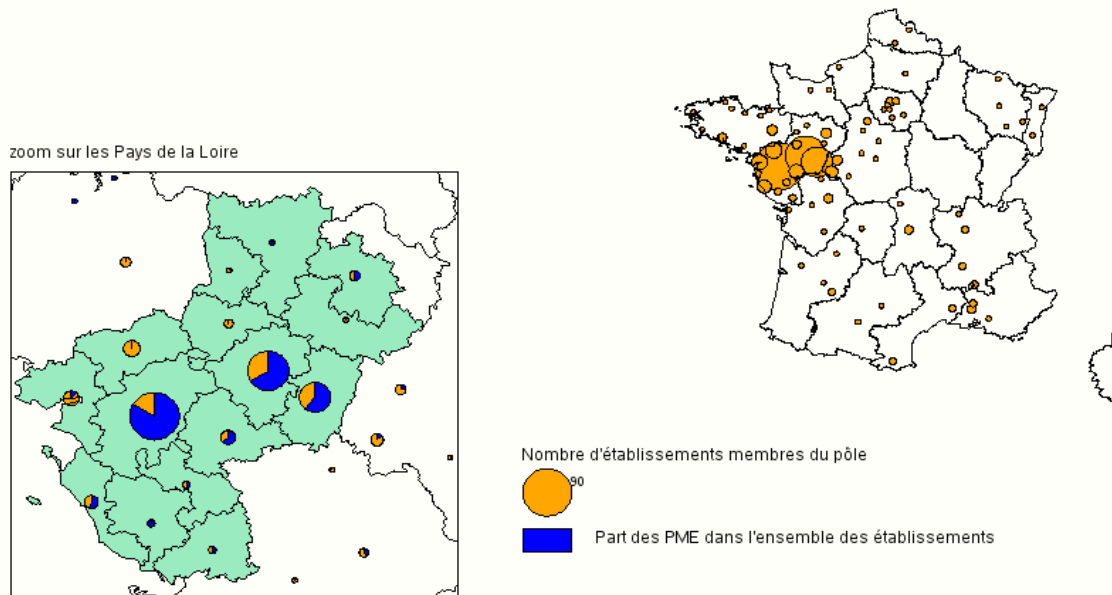 zoom sur les Pays de la Loire
Nombre d'établissements membres du pôle
90
Part des PME dans l'ensemble des établissements